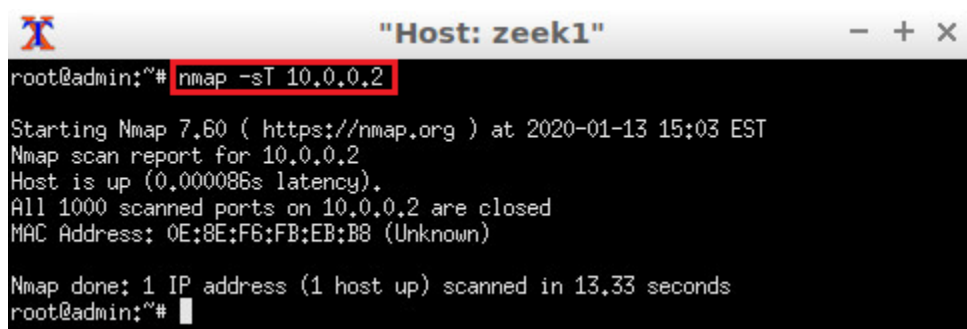 "Host: zeek1"
root@admin:~# nmap -sT 10.0.0.2
Starting Nmap 7.60 ( https://nmap.org ) at 2020-01-13 15:03 EST
Nmap scan report for 10.0.0.2
Host is up (0.000086s latency).
All 1000 scanned ports on 10.0.0.2 are closed
MAC Address: 0E:8E:F6:FB:EB:B8 (Unknown)
Nmap done: 1 IP address (1 host up) scanned in 13.33 seconds
root@admin:~#